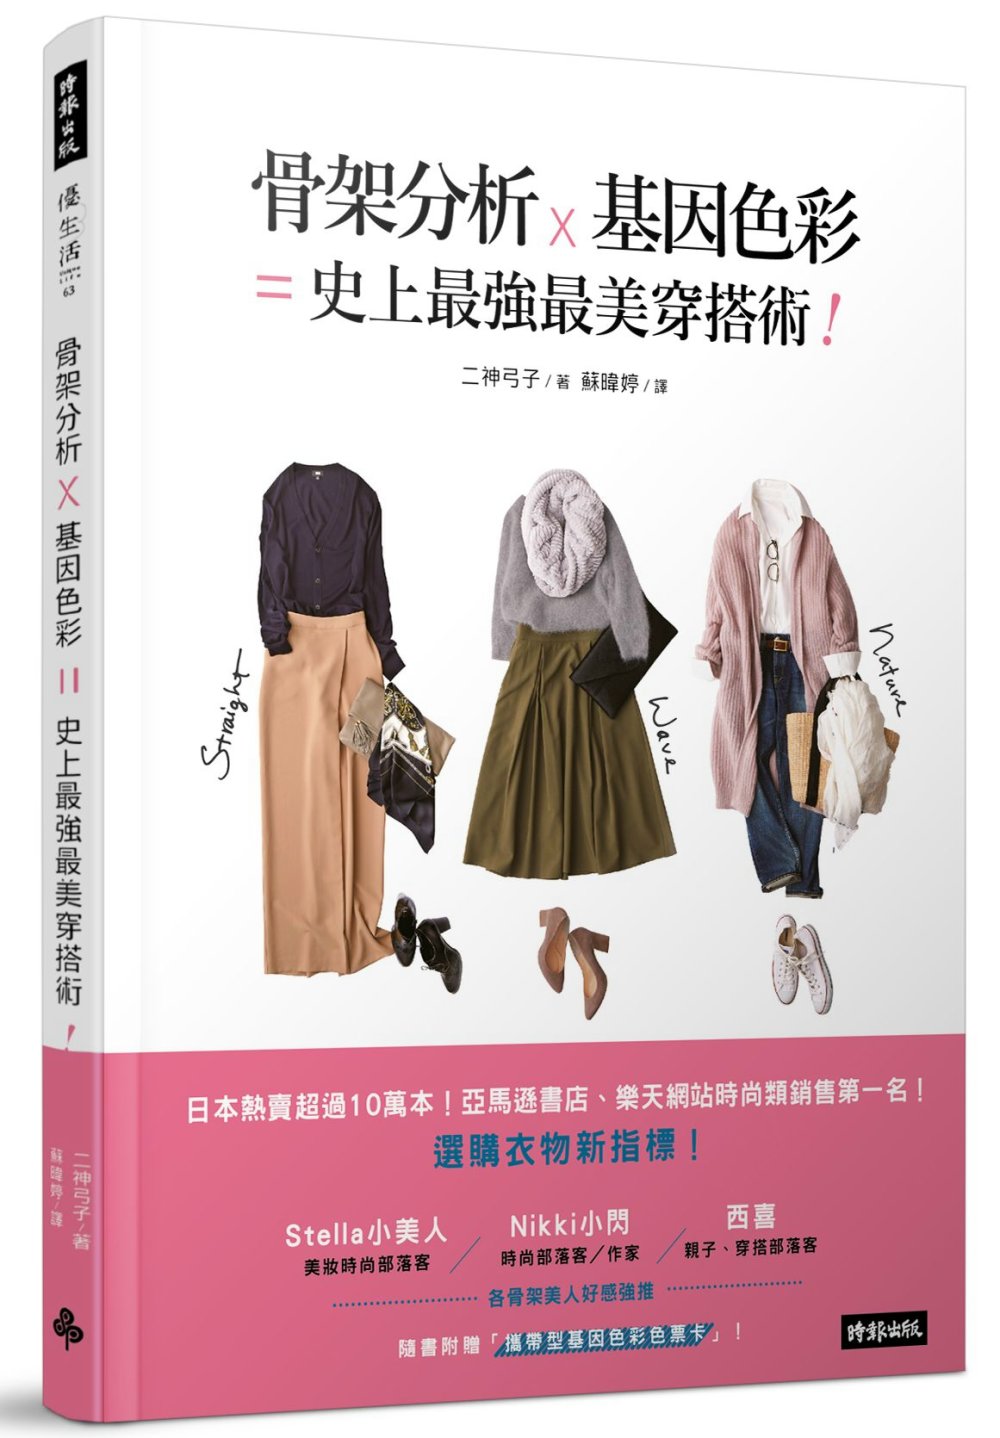 骨架分析 X 基因色彩
= 史上最強最美穿搭術!
二神弓子/著 蘇暐婷/譯
Straight
Wave
Nature
日本熱賣超過10萬本!亞馬遜書店、樂天網站時尚類銷售第一名!
選購衣物新指標!
Stella小美人
美妝時尚部落客
Nikki小閃
時尚部落客/作家
西喜
親子、穿搭部落客
各骨架美人好感強推
隨書附贈「攜帶型基因色彩色票卡」!
時報出版
時報出版
優生活
63
骨架分析X基因色彩=史上最強最美穿搭術!
二神弓子/著
蘇暐婷/譯